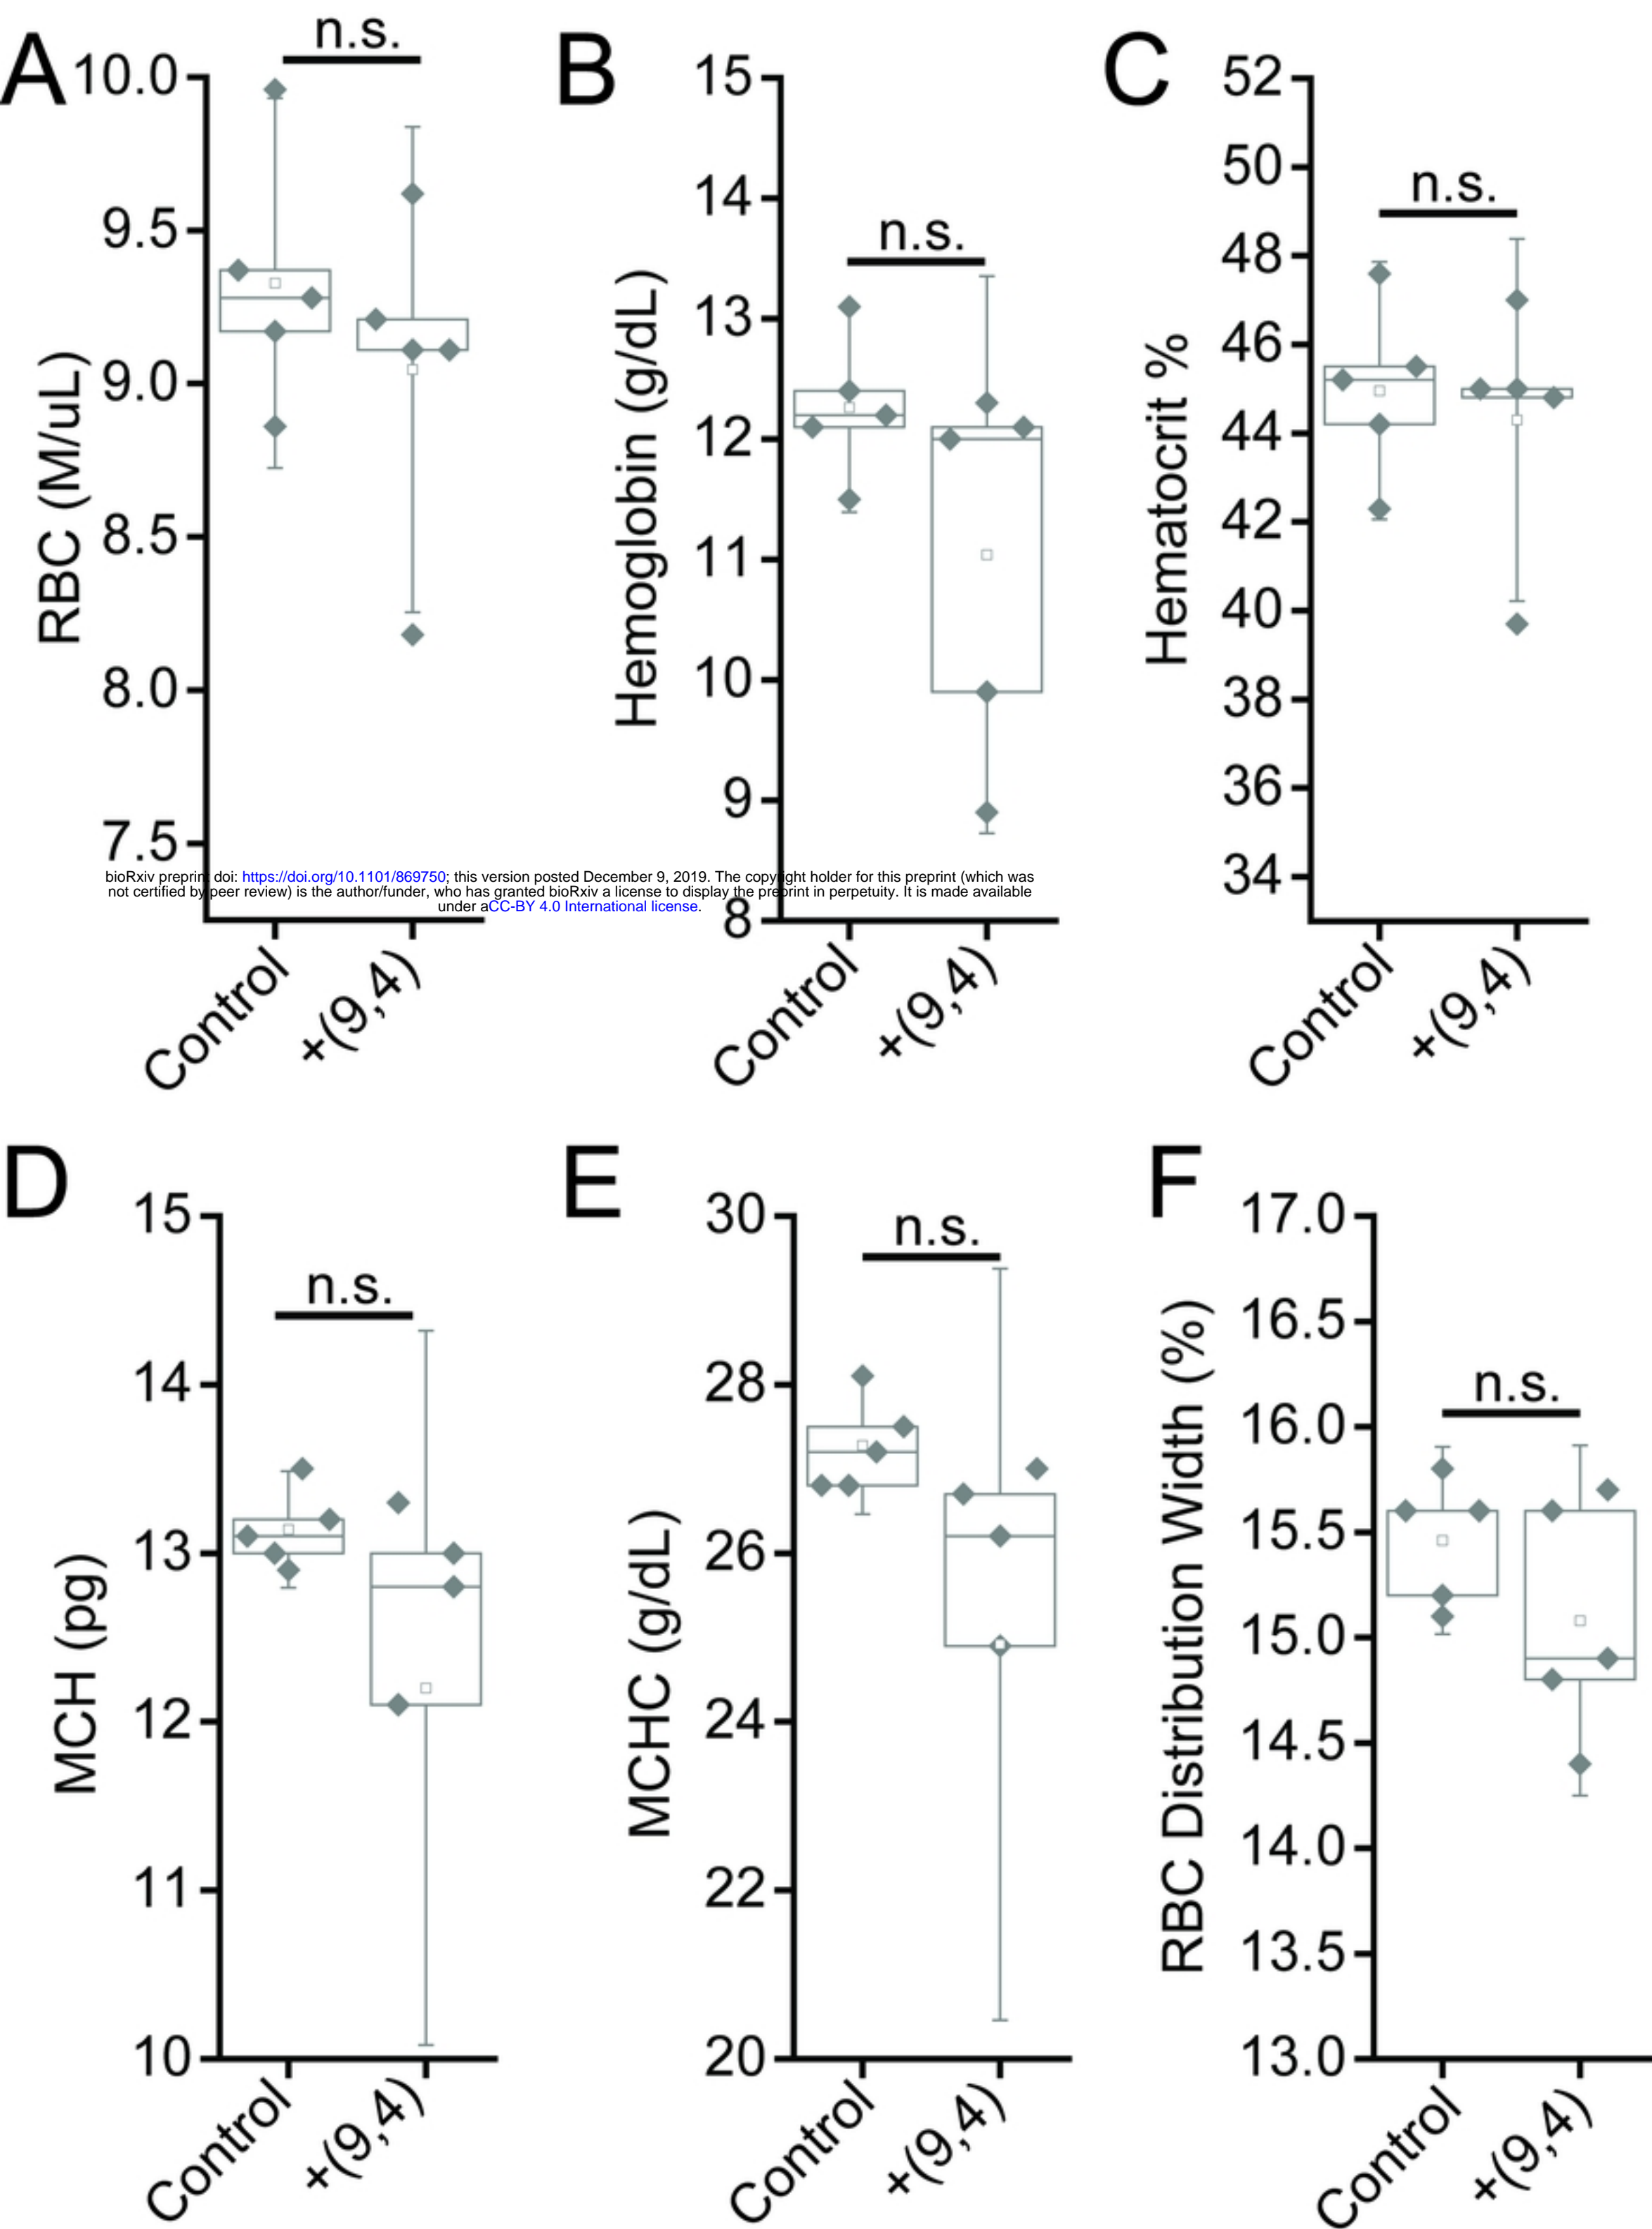 A
n.s.
10.0
9.5
9.0
8.5
8.0
7.5
RBC (M/uL)
Control
+(9,4)
B
n.s.
15
14
13
12
11
10
9
8
Hemoglobin (g/dL)
Control
+(9,4)
C
n.s.
52
50
48
46
44
42
40
38
36
34
Hematocrit %
Control
+(9,4)
bioRxiv preprint doi: https://doi.org/10.1101/869750; this version posted December 9, 2019. The copyright holder for this preprint (which was
not certified by peer review) is the author/funder, who has granted bioRxiv a license to display the preprint in perpetuity. It is made available
under aCC-BY 4.0 International license.
D
n.s.
15
14
13
12
11
10
MCH (pg)
Control
+(9,4)
E
n.s.
30
28
26
24
22
20
MCHC (g/dL)
Control
+(9,4)
F
n.s.
17.0
16.5
16.0
15.5
15.0
14.5
14.0
13.5
13.0
RBC Distribution Width (%)
Control
+(9,4)